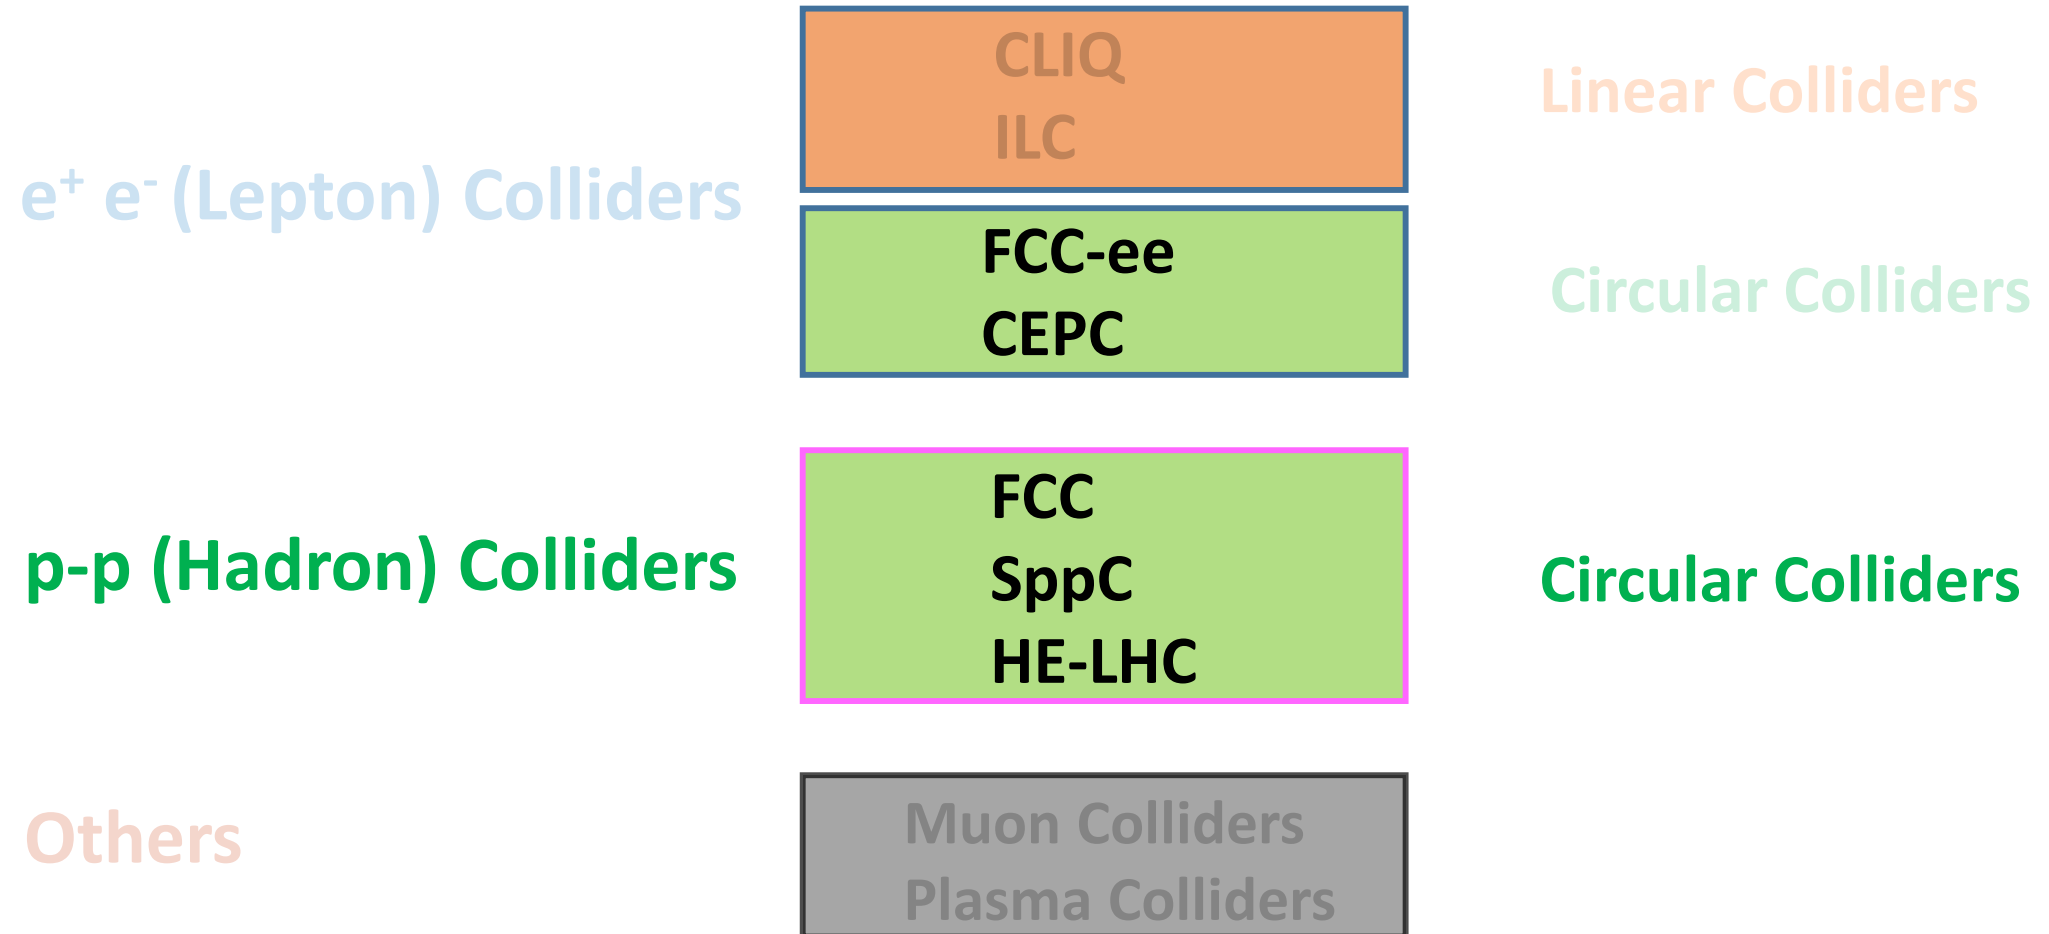 CLIQ
ILC
Linear Colliders
e⁺ e⁻ (Lepton) Colliders
FCC-ee
CEPC
Circular Colliders
p-p (Hadron) Colliders
FCC
SppC
HE-LHC
Circular Colliders
Others
Muon Colliders
Plasma Colliders